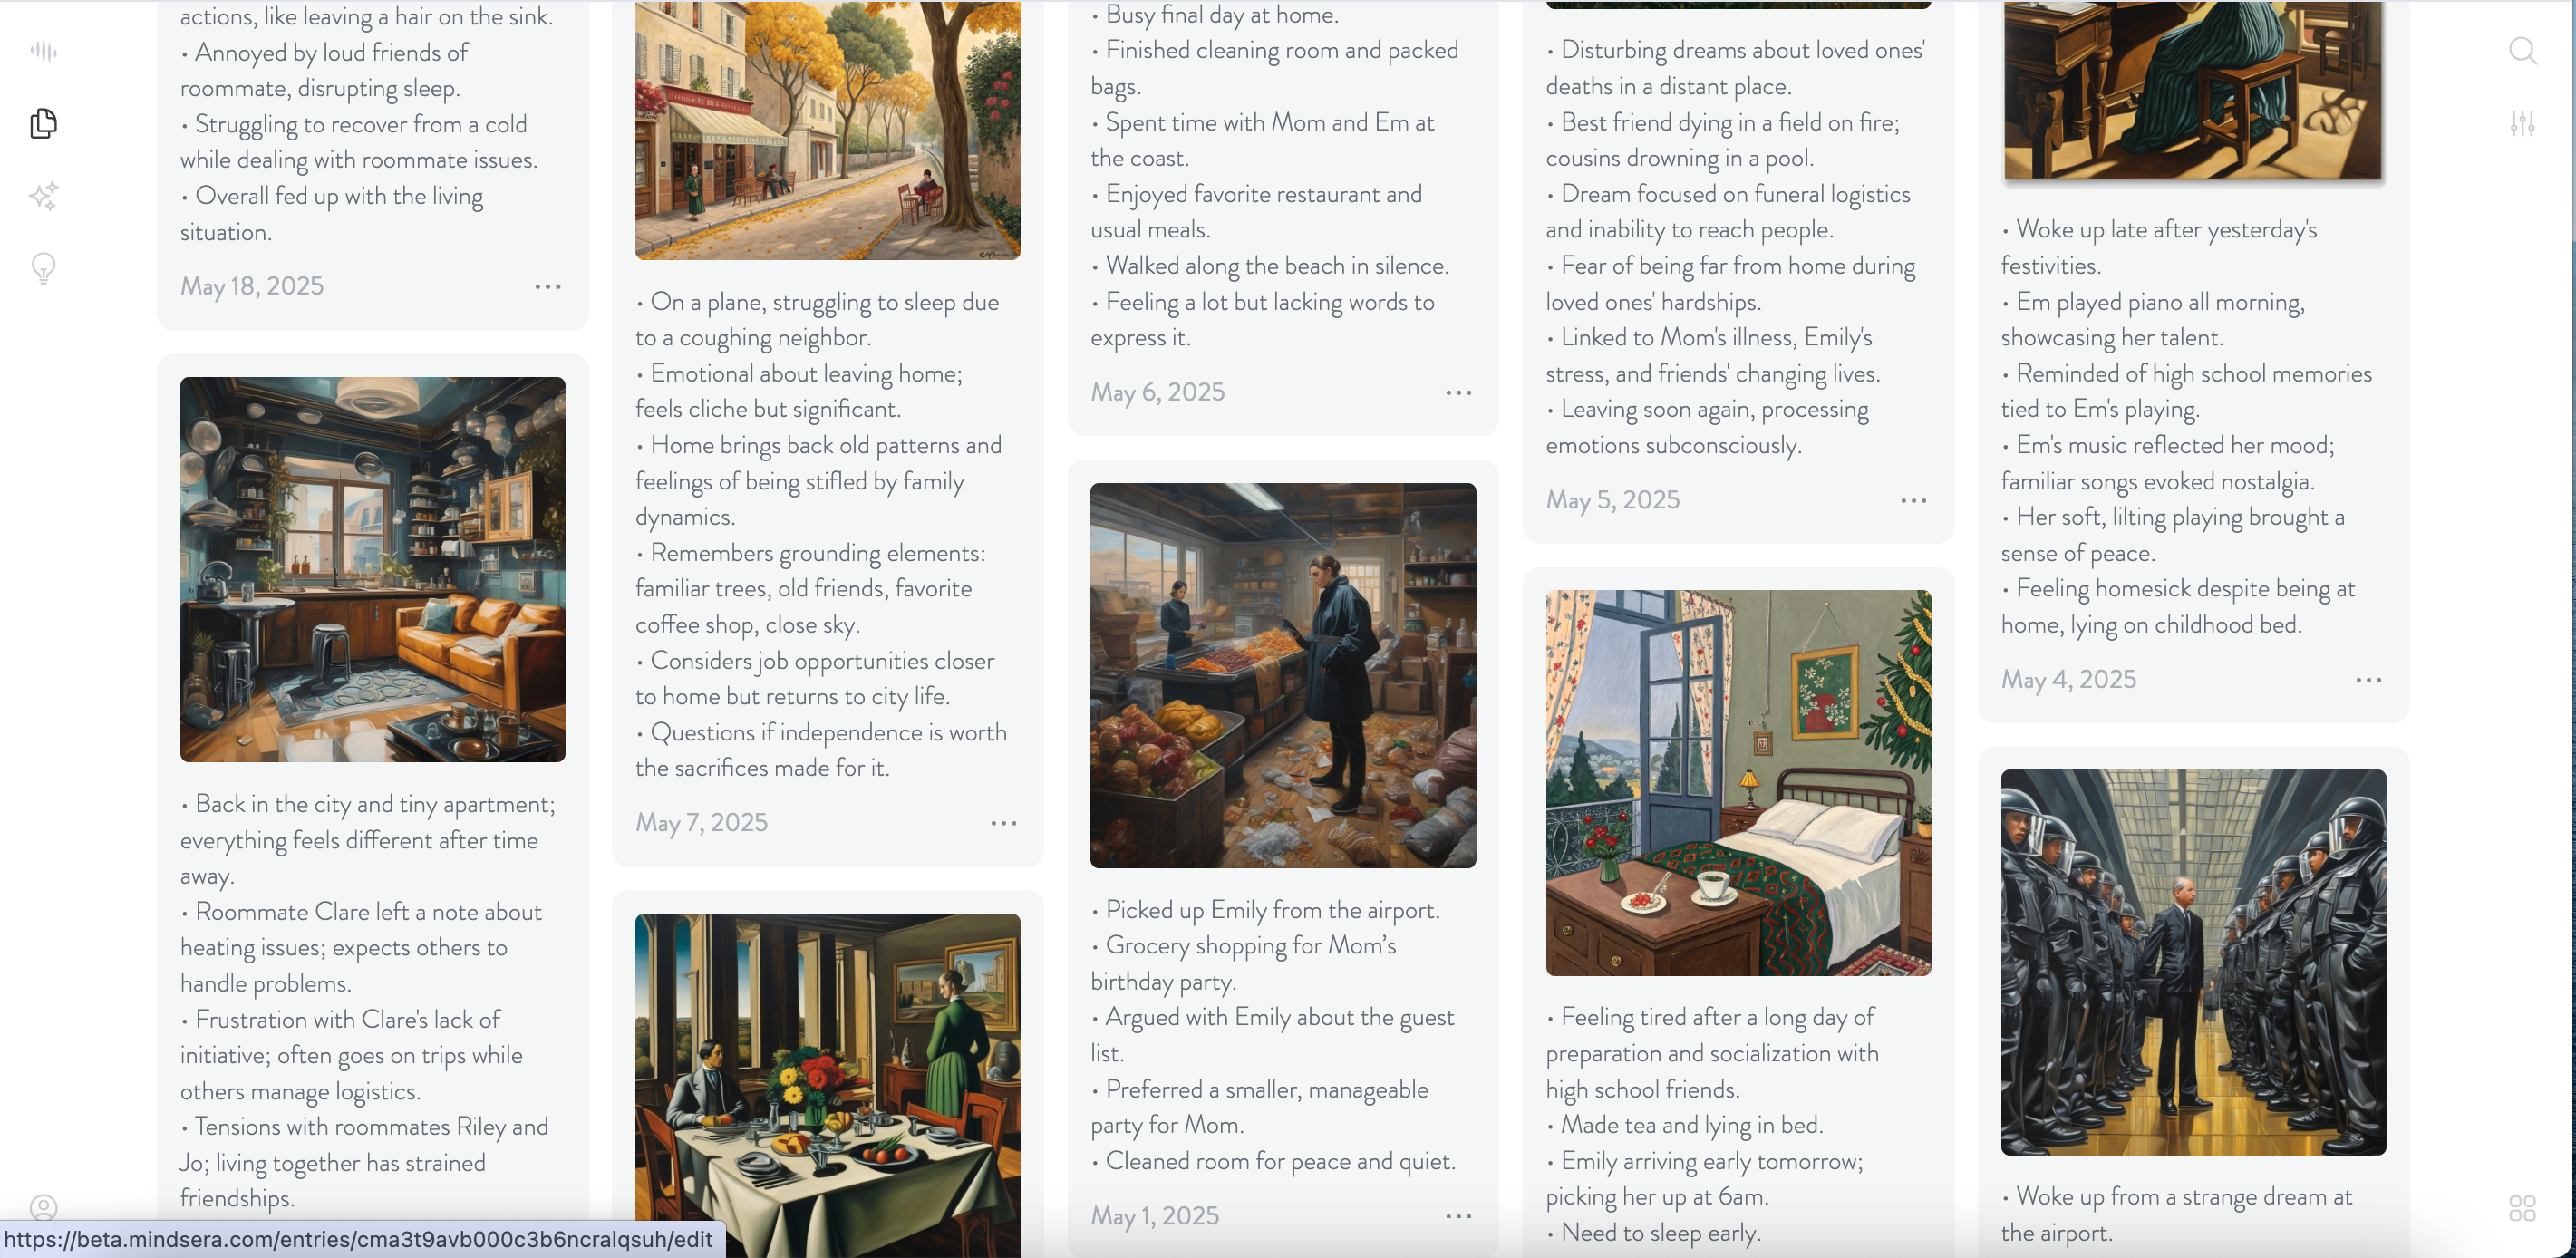 actions, like leaving a hair on the sink.
• Annoyed by loud friends of
roommate, disrupting sleep.
• Struggling to recover from a cold
while dealing with roommate issues.
• Overall fed up with the living
situation.
May 18, 2025
• Back in the city and tiny apartment;
everything feels different after time
away.
• Roommate Clare left a note about
heating issues; expects others to
handle problems.
• Frustration with Clare's lack of
initiative; often goes on trips while
others manage logistics.
• Tensions with roommates Riley and
Jo; living together has strained
friendships.
• On a plane, struggling to sleep due
to a coughing neighbor.
• Emotional about leaving home;
feels cliche but significant.
• Home brings back old patterns and
feelings of being stifled by family
dynamics.
• Remembers grounding elements:
familiar trees, old friends, favorite
coffee shop, close sky.
• Considers job opportunities closer
to home but returns to city life.
• Questions if independence is worth
the sacrifices made for it.
May 7, 2025
• Busy final day at home.
• Finished cleaning room and packed
bags.
• Spent time with Mom and Em at
the coast.
• Enjoyed favorite restaurant and
usual meals.
• Walked along the beach in silence.
• Feeling a lot but lacking words to
express it.
May 6, 2025
• Picked up Emily from the airport.
• Grocery shopping for Mom’s
birthday party.
• Argued with Emily about the guest
list.
• Preferred a smaller, manageable
party for Mom.
• Cleaned room for peace and quiet.
May 1, 2025
• Disturbing dreams about loved ones'
deaths in a distant place.
• Best friend dying in a field on fire;
cousins drowning in a pool.
• Dream focused on funeral logistics
and inability to reach people.
• Fear of being far from home during
loved ones' hardships.
• Linked to Mom's illness, Emily's
stress, and friends' changing lives.
• Leaving soon again, processing
emotions subconsciously.
May 5, 2025
• Feeling tired after a long day of
preparation and socialization with
high school friends.
• Made tea and lying in bed.
• Emily arriving early tomorrow;
picking her up at 6am.
• Need to sleep early.
• Woke up late after yesterday's
festivities.
• Em played piano all morning,
showcasing her talent.
• Reminded of high school memories
tied to Em's playing.
• Em's music reflected her mood;
familiar songs evoked nostalgia.
• Her soft, lilting playing brought a
sense of peace.
• Feeling homesick despite being at
home, lying on childhood bed.
May 4, 2025
• Woke up from a strange dream at
the airport.
https://beta.mindsera.com/entries/cma3t9avb000c3b6ncralqsuh/edit